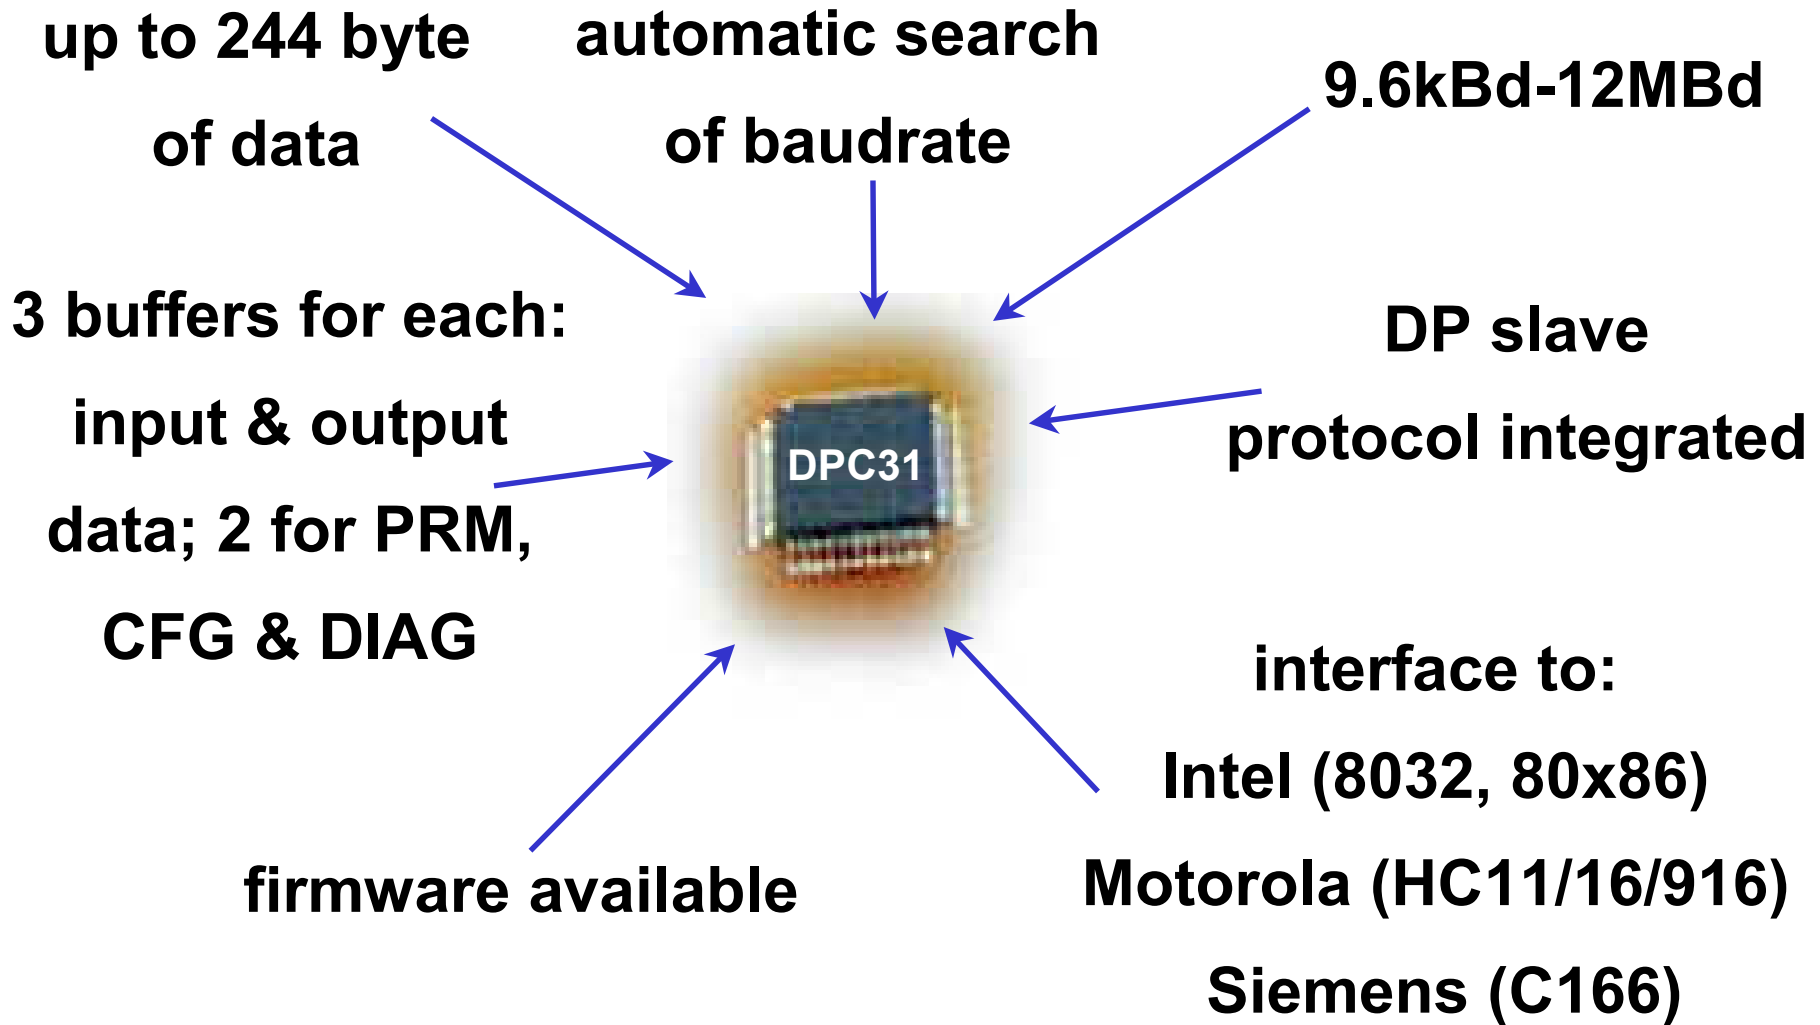 up to 244 byte
of data
automatic search
of baudrate
9.6kBd-12MBd
3 buffers for each:
input & output
data; 2 for PRM,
CFG & DIAG
DPC31
DP slave
protocol integrated
firmware available
interface to:
Intel (8032, 80x86)
Motorola (HC11/16/916)
Siemens (C166)